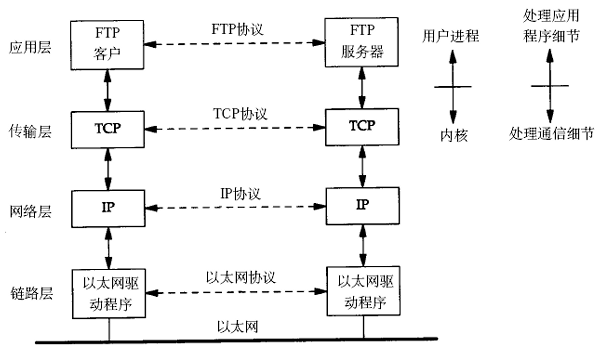 应用层
FTP
客户
FTP协议
FTP
服务器
用户进程
处理应用
程序细节
传输层
TCP
TCP协议
TCP
内核
处理通信细节
网络层
IP
IP协议
IP
链路层
以太网驱
动程序
以太网协议
以太网驱
动程序
以太网